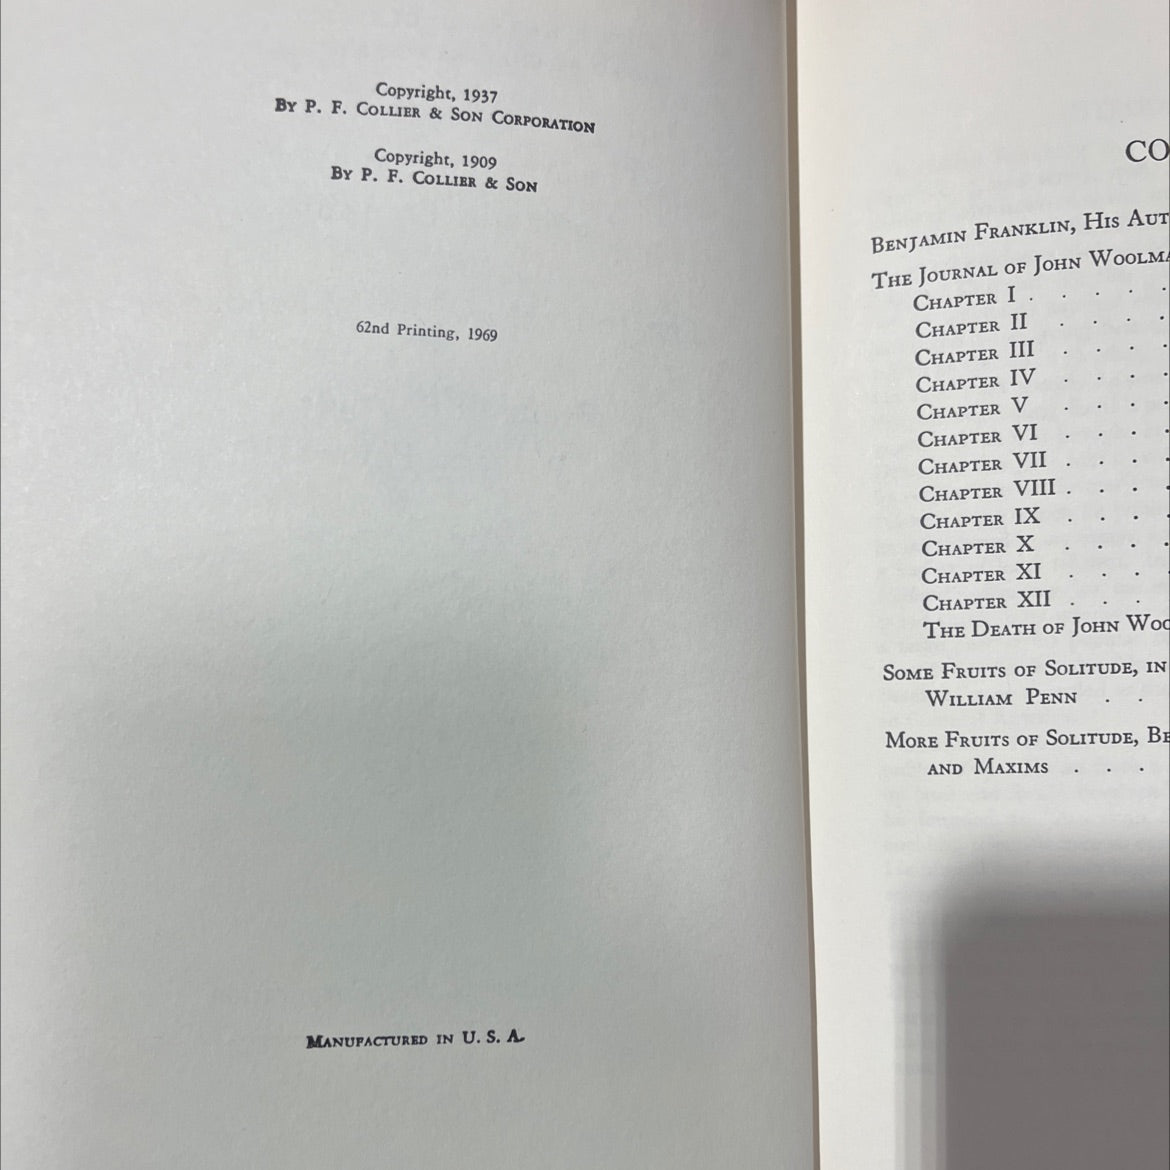 Copyright, 1937
By P. F. Collier & Son Corporation
Copyright, 1909
By P. F. Collier & Son
62nd Printing, 1969
Manufactured in U. S. A.
CO
Benjamin Franklin, His Aut
The Journal of John Woolma
Chapter I . . . . .
Chapter II . . . .
Chapter III . . . .
Chapter IV . . . .
Chapter V . . . .
Chapter VI . . . .
Chapter VII . . . .
Chapter VIII . . . .
Chapter IX . . . .
Chapter X . . . .
Chapter XI . . . .
Chapter XII . . .
The Death of John Woo
Some Fruits of Solitude, in
William Penn . .
More Fruits of Solitude, Be
and Maxims . . .